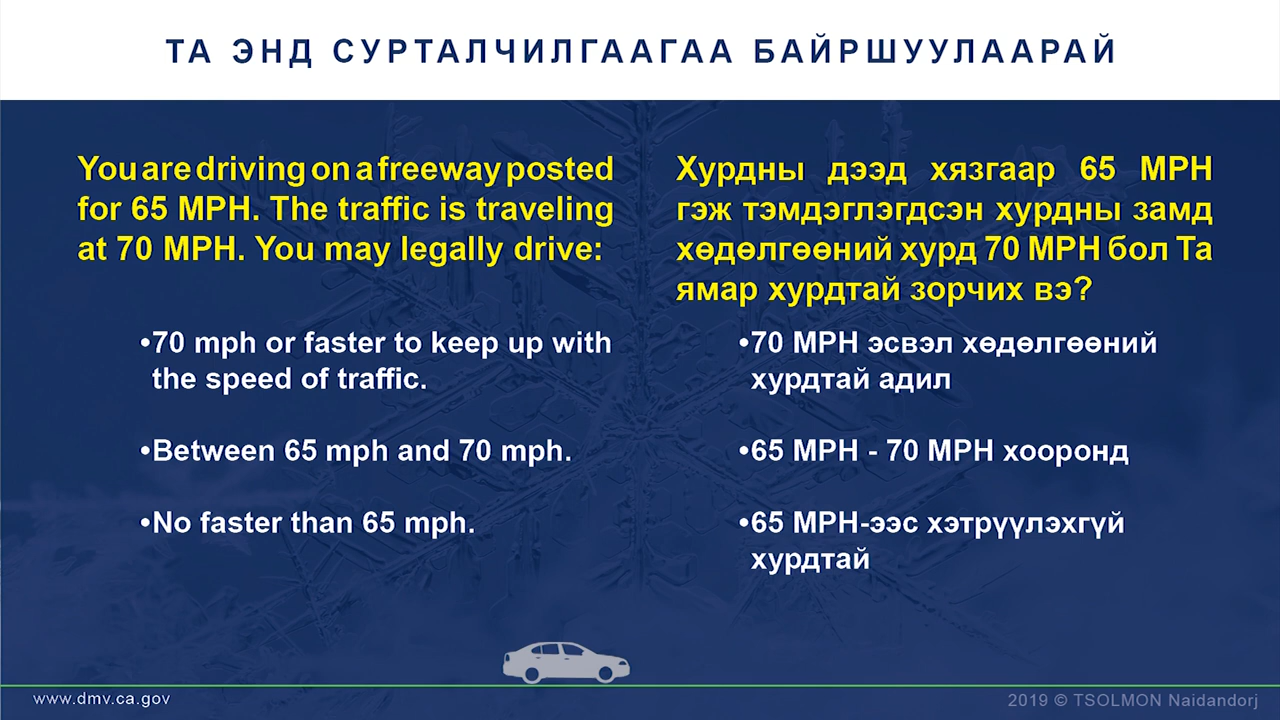 ТА ЭНД СУРТАЛЧИЛГААГАА БАЙРШУУЛААРАЙ
You are driving on a freeway posted
for 65 MPH. The traffic is traveling
at 70 MPH. You may legally drive:
•70 mph or faster to keep up with
the speed of traffic.
•Between 65 mph and 70 mph.
•No faster than 65 mph.
Хурдны дээд хязгаар 65 MPH
гэж тэмдэглэгдсэн хурдны замд
хөдөлгөөний хурд 70 MPH бол Та
ямар хурдтай зорчих вэ?
•70 MPH эсвэл хөдөлгөөний
хурдтай адил
•65 MPH - 70 MPH хооронд
•65 MPH-ээс хэтрүүлэхгүй
хурдтай
www.dmv.ca.gov
2019 © TSOLMON Naidandorj